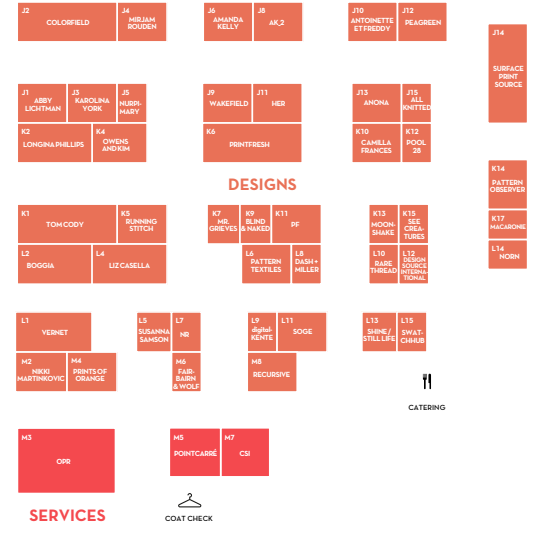 J2
COLORFIELD
J4
MIRJAM
ROUDEN
J6
AMANDA
KELLY
J8
AK_2
J10
ANTOINETTE
ET FREDDY
J12
PEAGREEN
J14
SURFACE
PRINT
SOURCE
J1
ABBY
LICHTMAN
J3
KAROLINA
YORK
J5
NURPI-
MARY
J9
WAKEFIELD
J11
HER
J13
ANONA
J15
ALL
KNITTED
K2
LONGINA PHILLIPS
K4
OWENS
AND KIM
K6
PRINTFRESH
K10
CAMILLA
FRANCES
K12
POOL
28
K14
PATTERN
OBSERVER
DESIGNS
K1
TOM CODY
K5
RUNNING
STITCH
K7
MR.
GRIEVES
K9
BLIND
& NAKED
K11
PF
K13
MOON-
SHAKE
K15
SEE
CREA-
TURES
K17
MACARONIE
L2
BOGGIA
L4
LIZ CASELLA
L6
PATTERN
TEXTILES
L8
DASH +
MILLER
L10
RARE
THREAD
L12
DESIGN
SOURCE
INTERNA-
TIONAL
L14
NORN
L1
VERNET
L5
SUSANNA
SAMSON
L7
NR
L9
digital-
KENTE
L11
SOGE
L13
SHINE /
STILL LIFE
L15
SWAT-
CHHUB
M2
NIKKI
MARTINKOVIC
M4
PRINTS OF
ORANGE
M6
FAIR-
BAIRN
& WOLF
M8
RECURSIVE
CATERING
M3
OPR
M5
POINTCARRÉ
M7
CSI
SERVICES
COAT CHECK